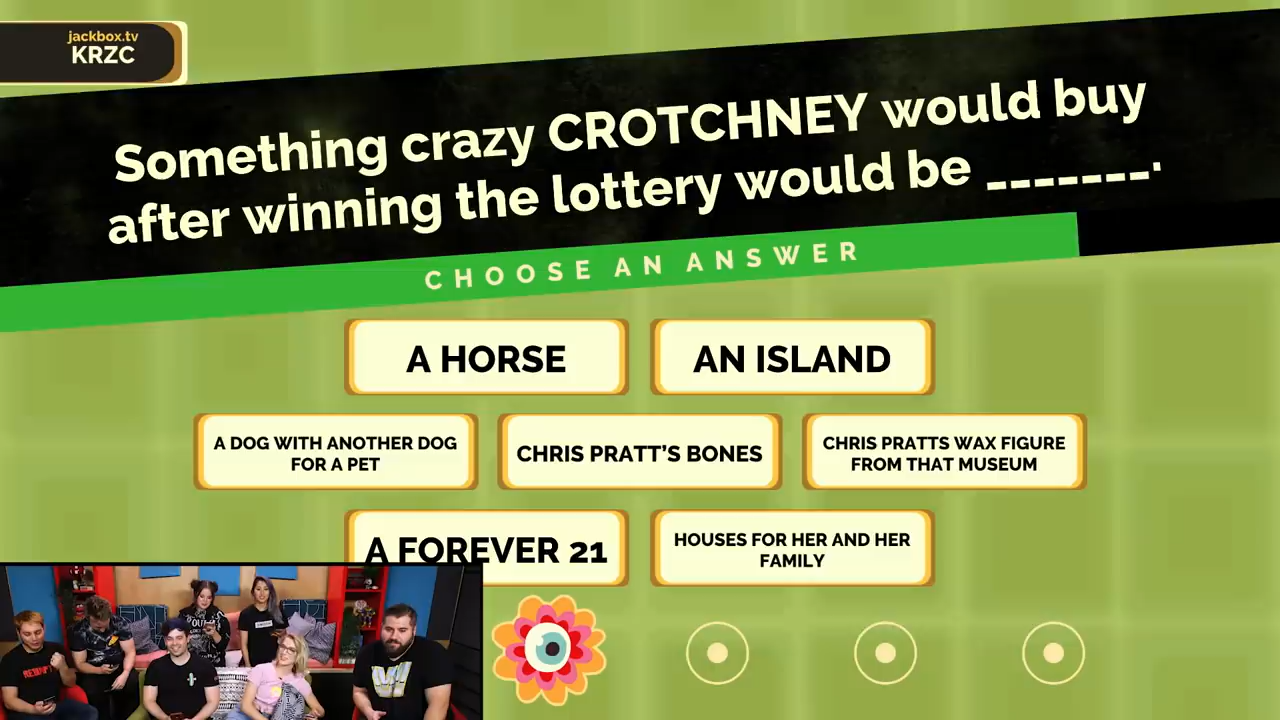 jackbox.tv
KRZC
Something crazy CROTCHNEY would buy
after winning the lottery would be _______.
CHOOSE AN ANSWER
A HORSE
AN ISLAND
A DOG WITH ANOTHER DOG
FOR A PET
CHRIS PRATT'S BONES
CHRIS PRATTS WAX FIGURE
FROM THAT MUSEUM
A FOREVER 21
HOUSES FOR HER AND HER
FAMILY